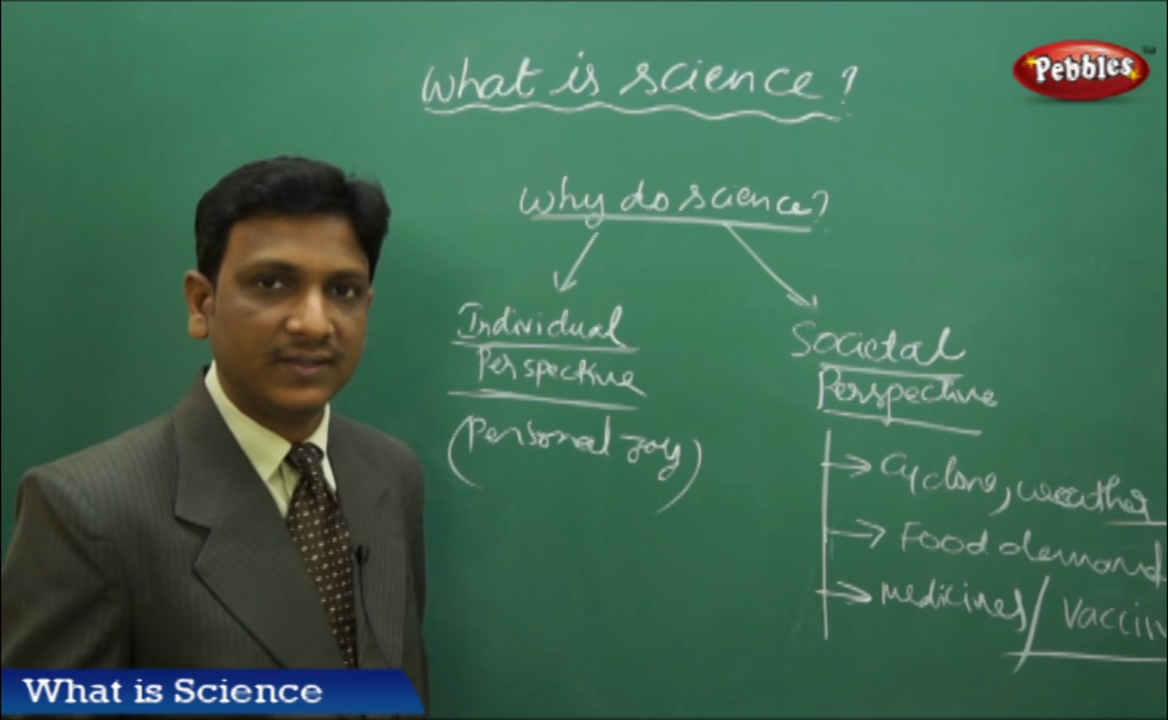 What is science?
Pebbles™
Why do science?
Individual
Perspective
(Personal joy)
Societal
Perspective
→ Cyclone, weather
→ Food demand
→ Medicines / Vaccin
What is Science